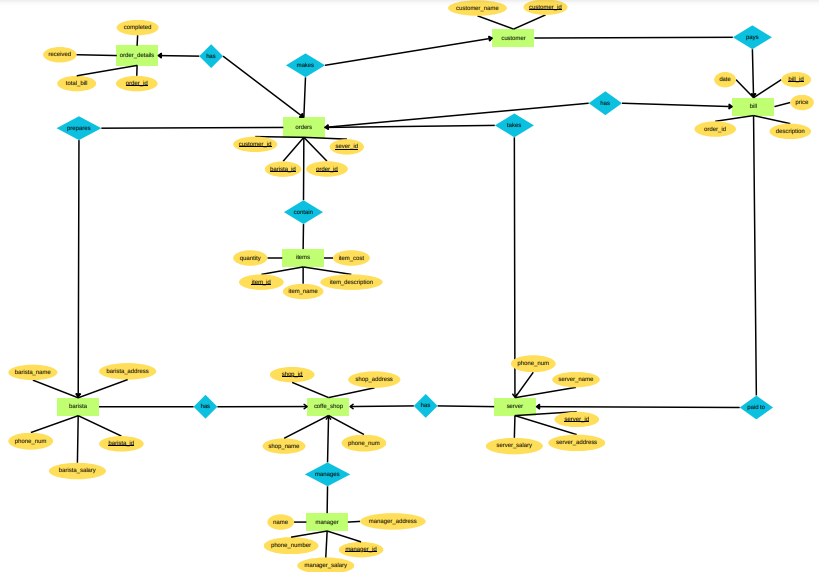 customer_name
customer_id
completed
received
order_details
has
total_bill
order_id
customer
makes
pays
date
bill_id
has
bill
price
order_id
description
prepares
orders
takes
customer_id
sever_id
barista_id
order_id
contain
quantity
items
item_cost
item_id
item_name
item_description
barista_name
barista_address
shop_id
shop_address
phone_num
server_name
barista
has
coffe_shop
has
server
paid to
server_id
phone_num
barista_id
shop_name
phone_num
server_salary
server_address
barista_salary
manages
name
manager
manager_address
phone_number
manager_id
manager_salary